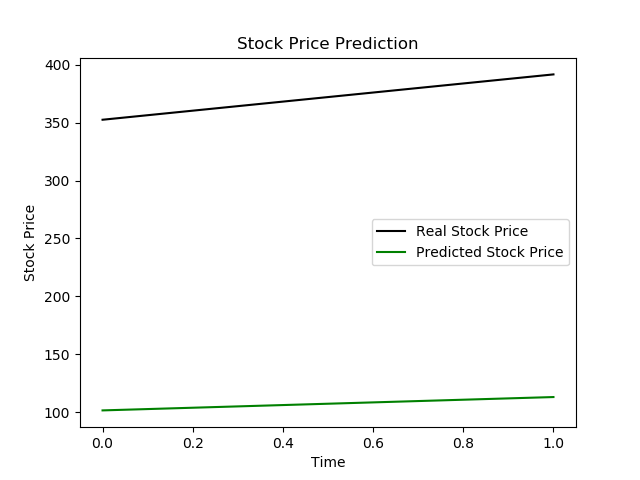 Stock Price Prediction
400
350
300
250
200
150
100
Stock Price
Real Stock Price
Predicted Stock Price
0.0 0.2 0.4 0.6 0.8 1.0
Time